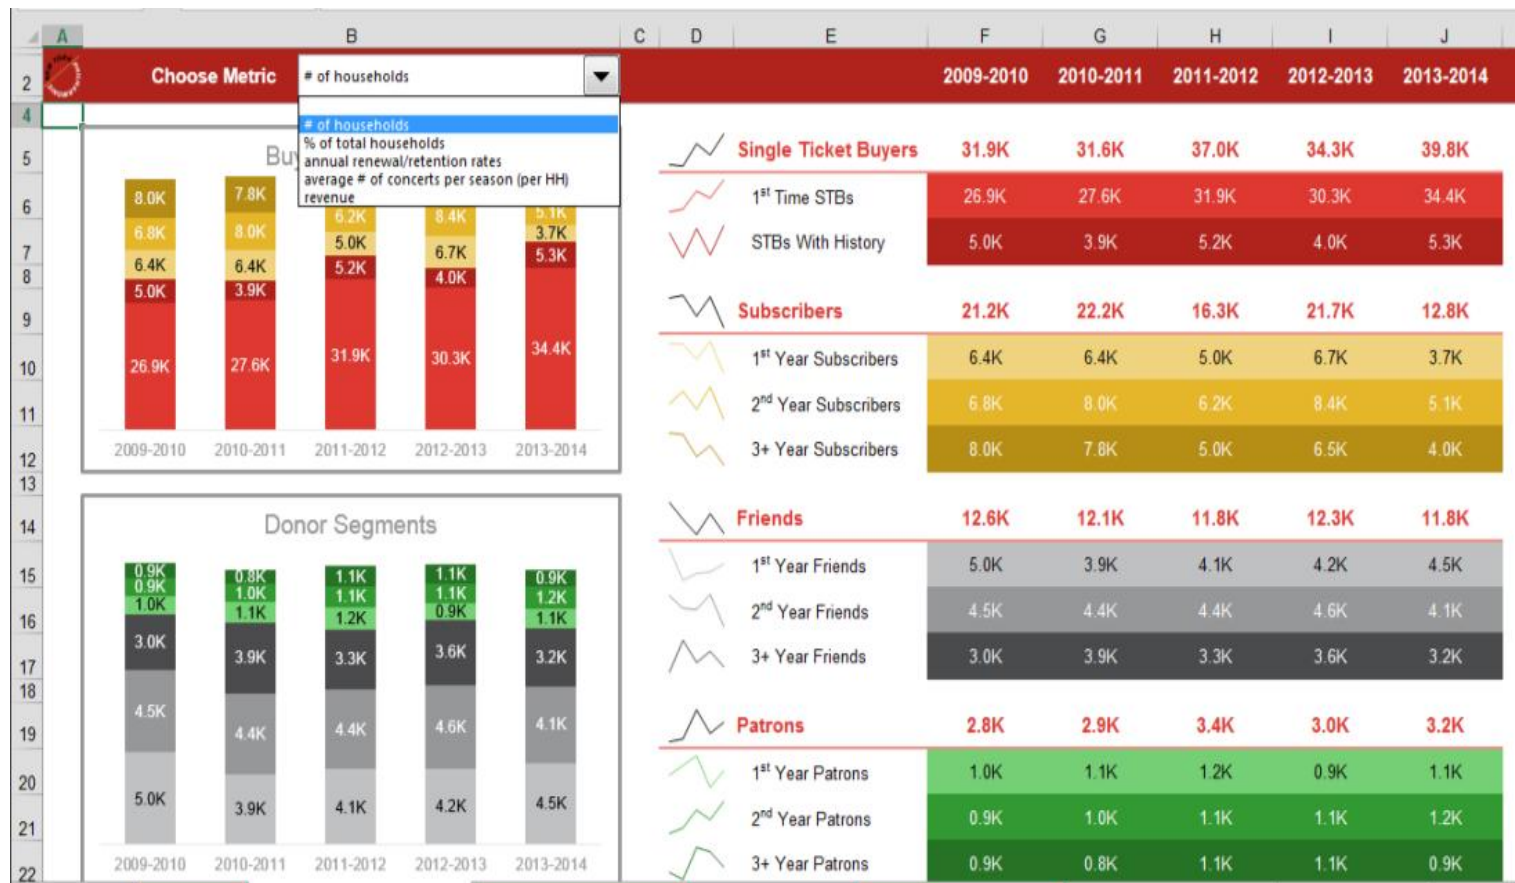 A B C D E F G H I J
2 Choose Metric # of households 2009-2010 2010-2011 2011-2012 2012-2013 2013-2014
# of households
% of total households
annual renewal/retention rates
average # of concerts per season (per HH)
revenue
4
5
6
7
8
9
10
11
12
13
14
15
16
17
18
19
20
21
22
Buy
8.0K 7.8K
6.8K 8.0K 6.2K 8.4K 5.1K
6.4K 6.4K 5.0K 6.7K 3.7K
5.0K 3.9K 5.2K 4.0K 5.3K
26.9K 27.6K 31.9K 30.3K 34.4K
2009-2010 2010-2011 2011-2012 2012-2013 2013-2014
Donor Segments
0.9K 0.8K 1.1K 1.1K 0.9K
0.9K 1.0K 1.1K 1.1K 1.2K
1.0K 1.1K 1.2K 0.9K 1.1K
3.0K 3.9K 3.3K 3.6K 3.2K
4.5K 4.4K 4.4K 4.6K 4.1K
5.0K 3.9K 4.1K 4.2K 4.5K
2009-2010 2010-2011 2011-2012 2012-2013 2013-2014
Single Ticket Buyers 31.9K 31.6K 37.0K 34.3K 39.8K
1st Time STBs 26.9K 27.6K 31.9K 30.3K 34.4K
STBs With History 5.0K 3.9K 5.2K 4.0K 5.3K
Subscribers 21.2K 22.2K 16.3K 21.7K 12.8K
1st Year Subscribers 6.4K 6.4K 5.0K 6.7K 3.7K
2nd Year Subscribers 6.8K 8.0K 6.2K 8.4K 5.1K
3+ Year Subscribers 8.0K 7.8K 5.0K 6.5K 4.0K
Friends 12.6K 12.1K 11.8K 12.3K 11.8K
1st Year Friends 5.0K 3.9K 4.1K 4.2K 4.5K
2nd Year Friends 4.5K 4.4K 4.4K 4.6K 4.1K
3+ Year Friends 3.0K 3.9K 3.3K 3.6K 3.2K
Patrons 2.8K 2.9K 3.4K 3.0K 3.2K
1st Year Patrons 1.0K 1.1K 1.2K 0.9K 1.1K
2nd Year Patrons 0.9K 1.0K 1.1K 1.1K 1.2K
3+ Year Patrons 0.9K 0.8K 1.1K 1.1K 0.9K